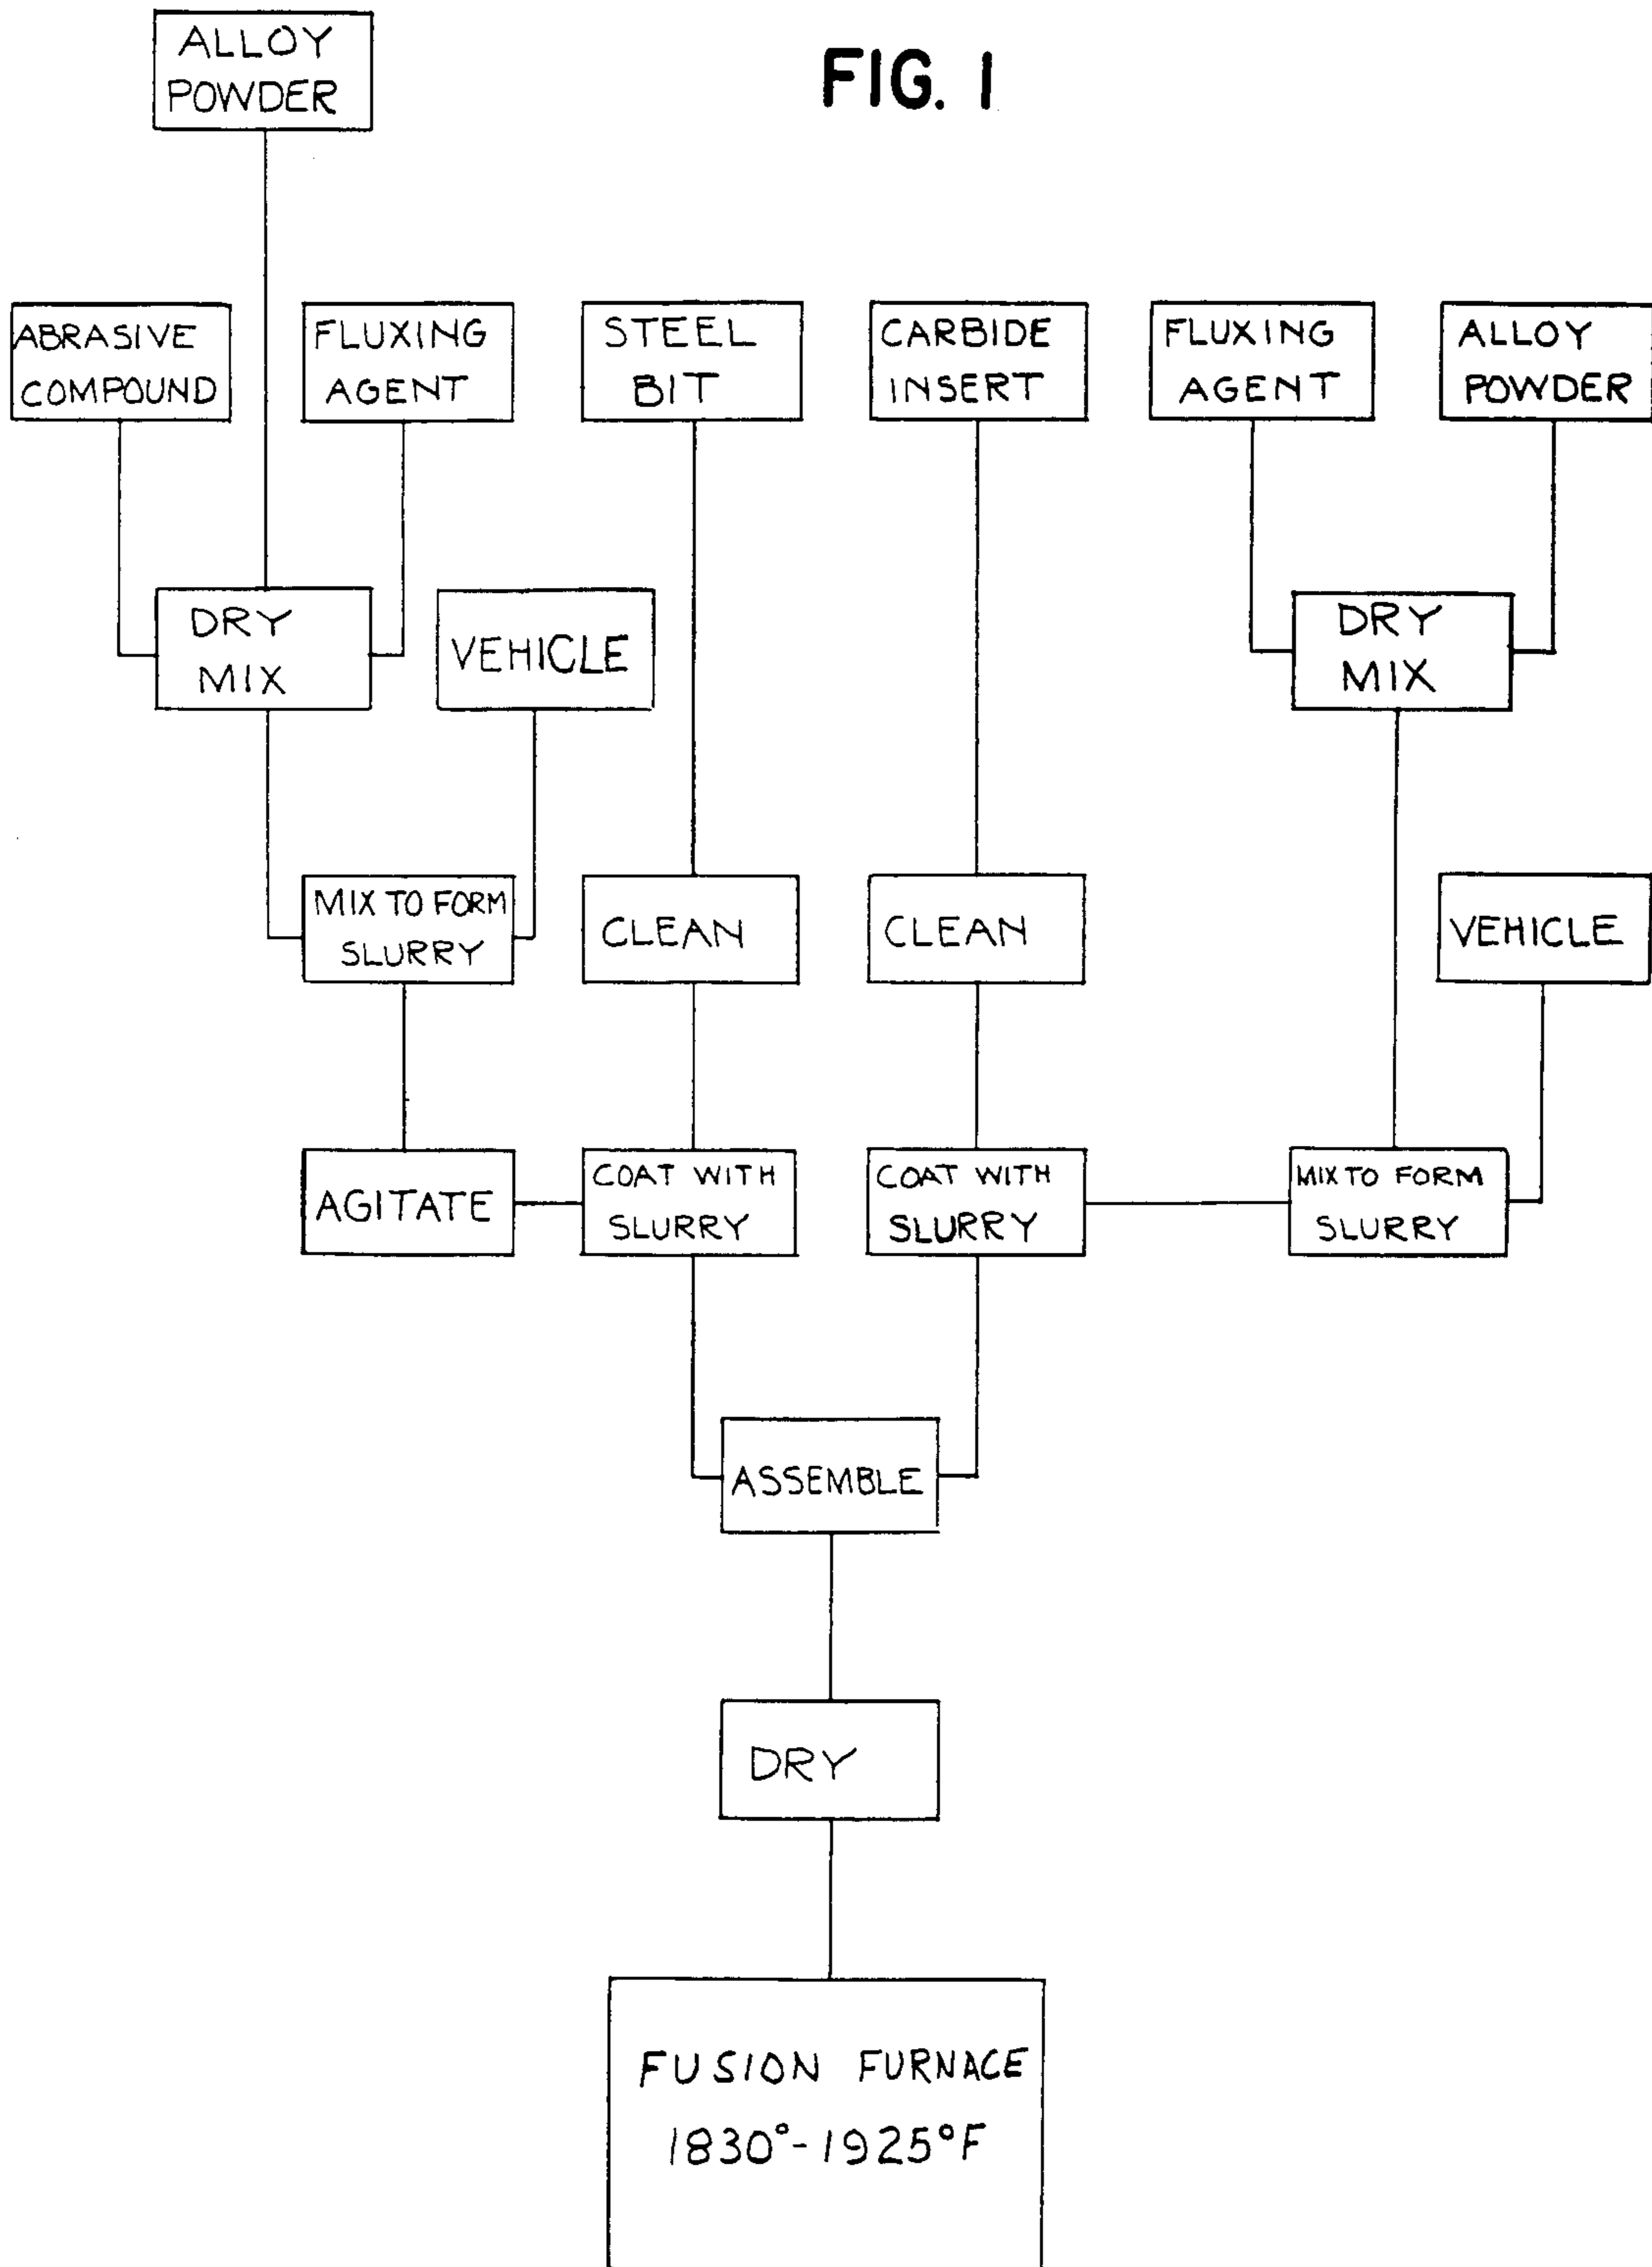 ALLOY
POWDER
FIG. 1
ABRASIVE
COMPOUND
FLUXING
AGENT
STEEL
BIT
CARBIDE
INSERT
FLUXING
AGENT
ALLOY
POWDER
DRY
MIX
VEHICLE
DRY
MIX
MIX TO FORM
SLURRY
CLEAN
CLEAN
VEHICLE
AGITATE
COAT WITH
SLURRY
COAT WITH
SLURRY
MIX TO FORM
SLURRY
ASSEMBLE
DRY
FUSION FURNACE
1830°-1925°F